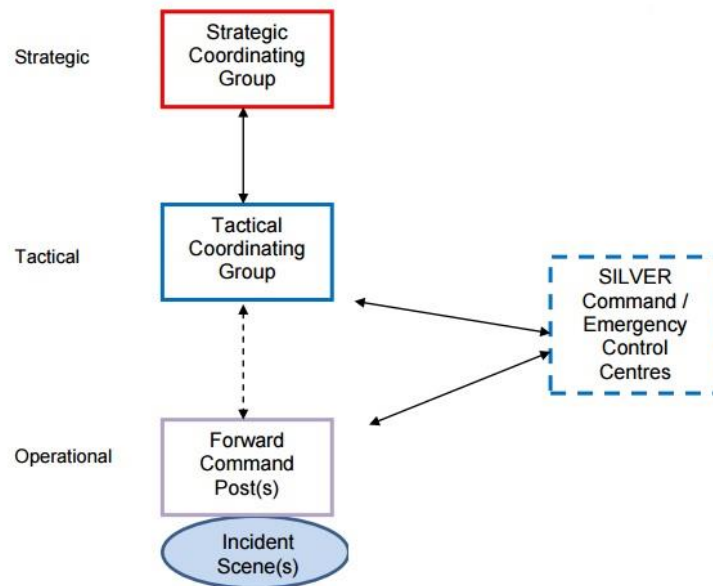 Strategic
Strategic
Coordinating
Group
Tactical
Tactical
Coordinating
Group
SILVER
Command /
Emergency
Control
Centres
Operational
Forward
Command
Post(s)
Incident
Scene(s)